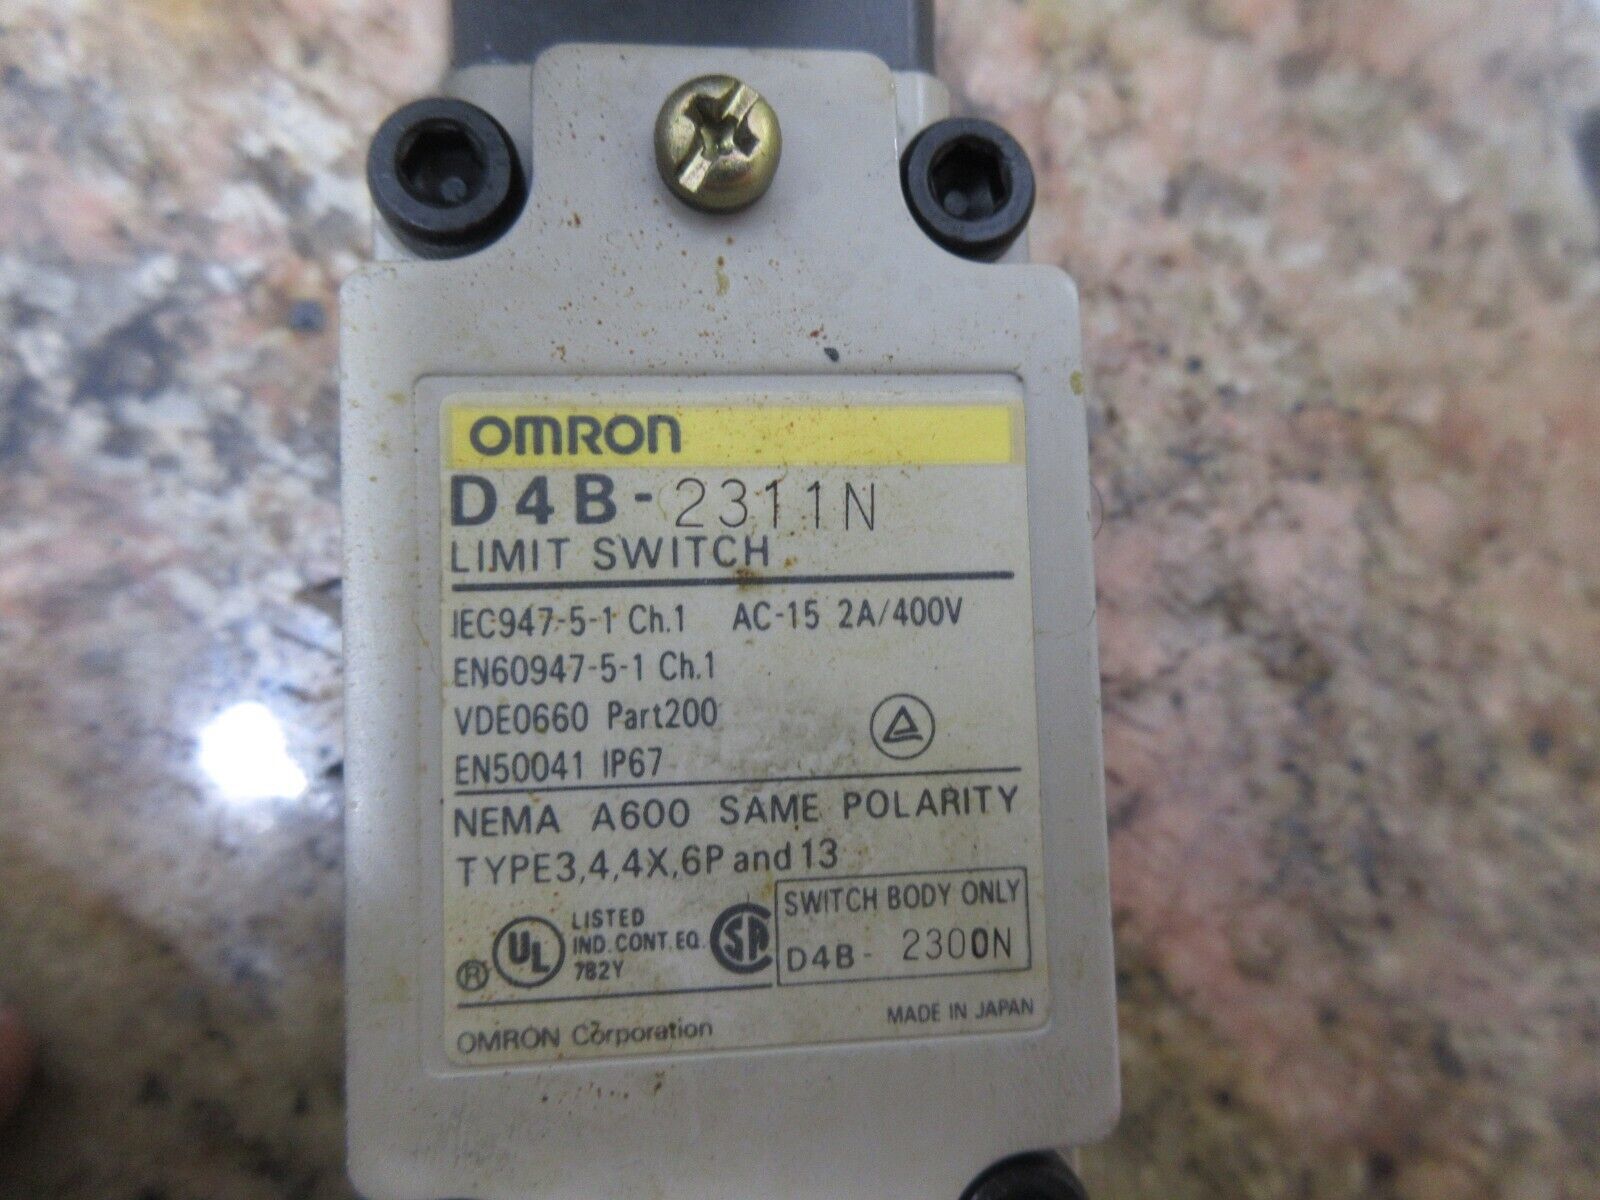 OMRON
D4B-2311N
LIMIT SWITCH
IEC947-5-1 Ch.1 AC-15 2A/400V
EN60947-5-1 Ch.1
VDE0660 Part200
EN50041 IP67
NEMA A600 SAME POLARITY
TYPE3,4,4X,6P and 13
UL LISTED
IND. CONT. EQ.
782Y
®
SA
SWITCH BODY ONLY
D4B- 2300N
OMRON Corporation
MADE IN JAPAN